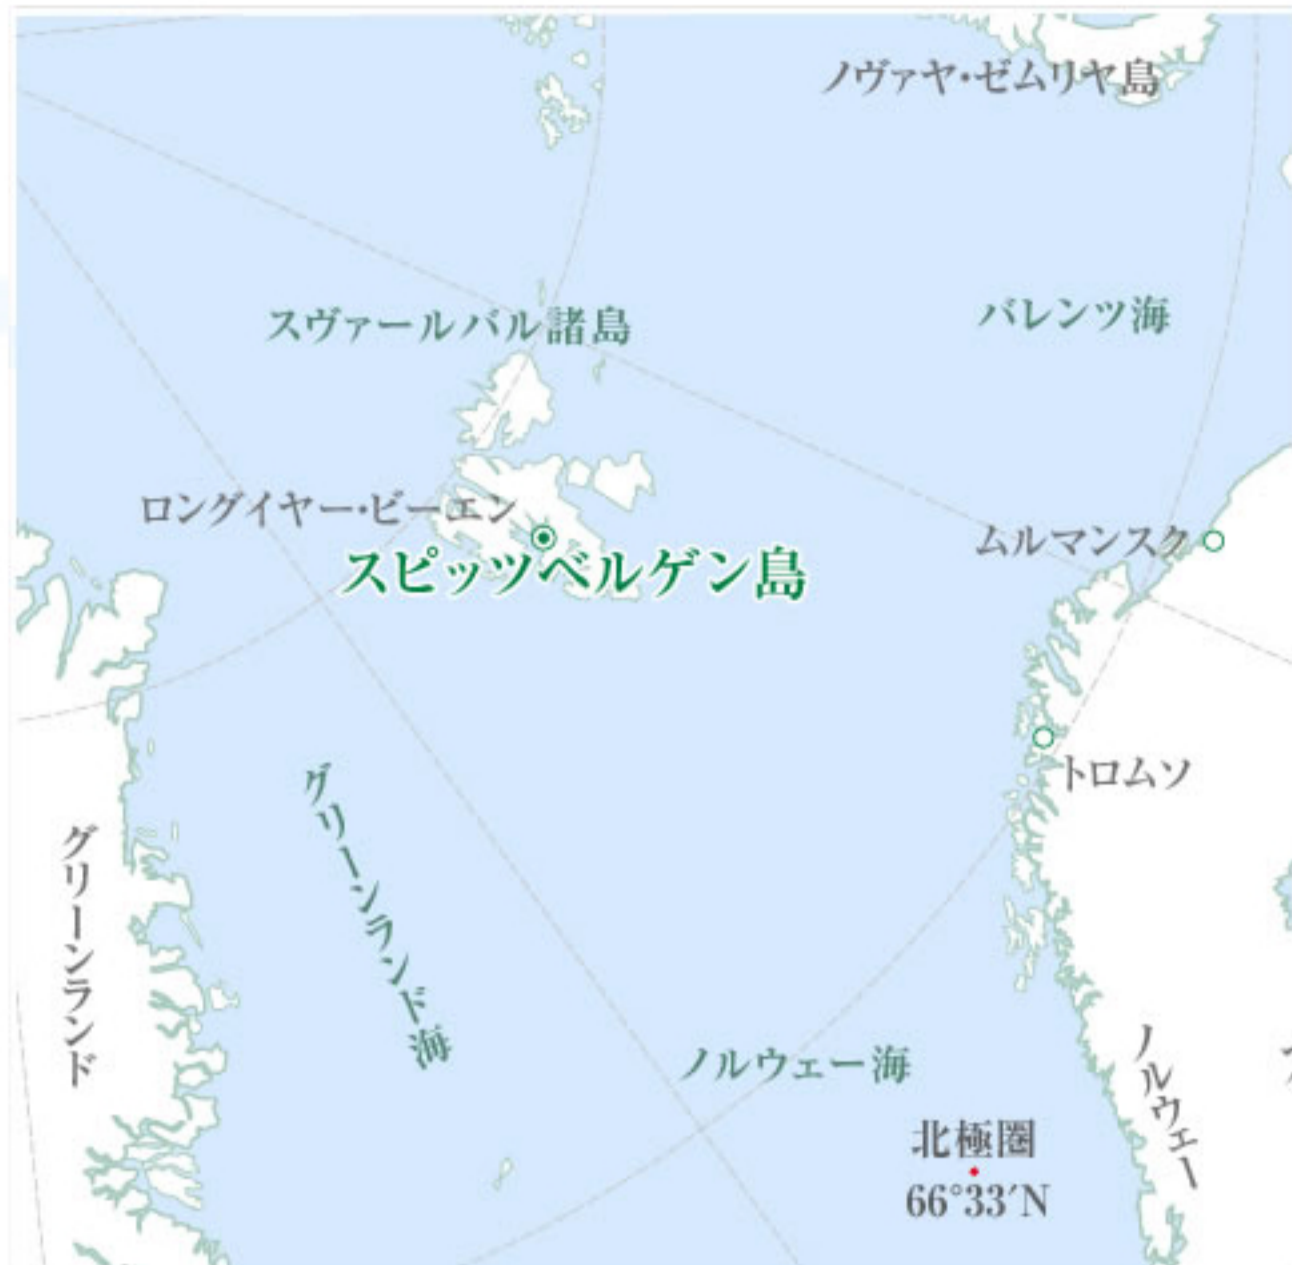 ノヴァヤ・ゼムリヤ島
スヴァールバル諸島
バレンツ海
ロングイヤー・ビーエン
スピッツベルゲン島
ムルマンスク
トロムソ
グリーンランド海
グリーンランド
ノルウェー海
ノルウェー
北極圏
66°33′N